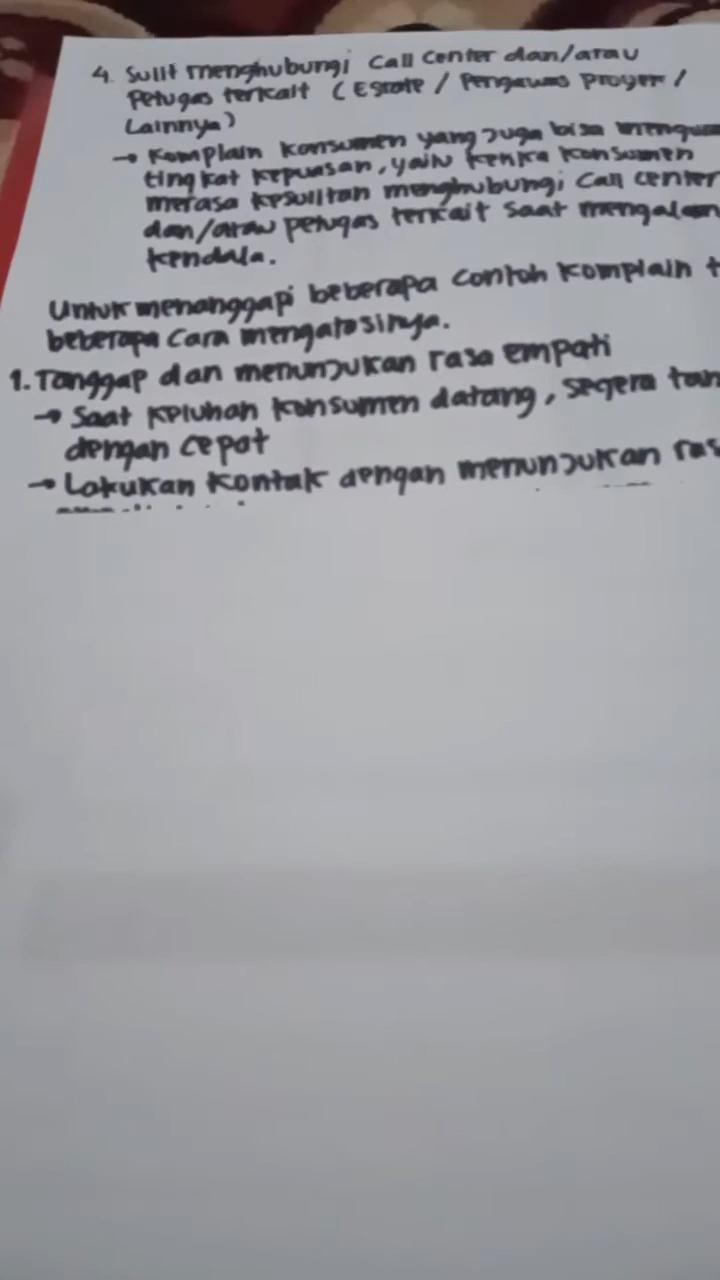 4. Sulit menghubungi Call Center dan/atau
Petugas terkait (Estate / Pengawas Proyek /
Lainnya)
→ Komplain konsumen yang juga bisa
tingkat kepuasan, yaitu ketika konsumen
merasa kesulitan menghubungi Call center
dan/atau petugas terkait saat mengalam
kendala.
Untuk menanggapi beberapa contoh komplain t
beberapa cara mengatasinya.
1. Tanggap dan menunjukan rasa empati
→ Saat keluhan konsumen datang, segera tan
dengan cepat
→ Lakukan kontak dengan menunjukan ras